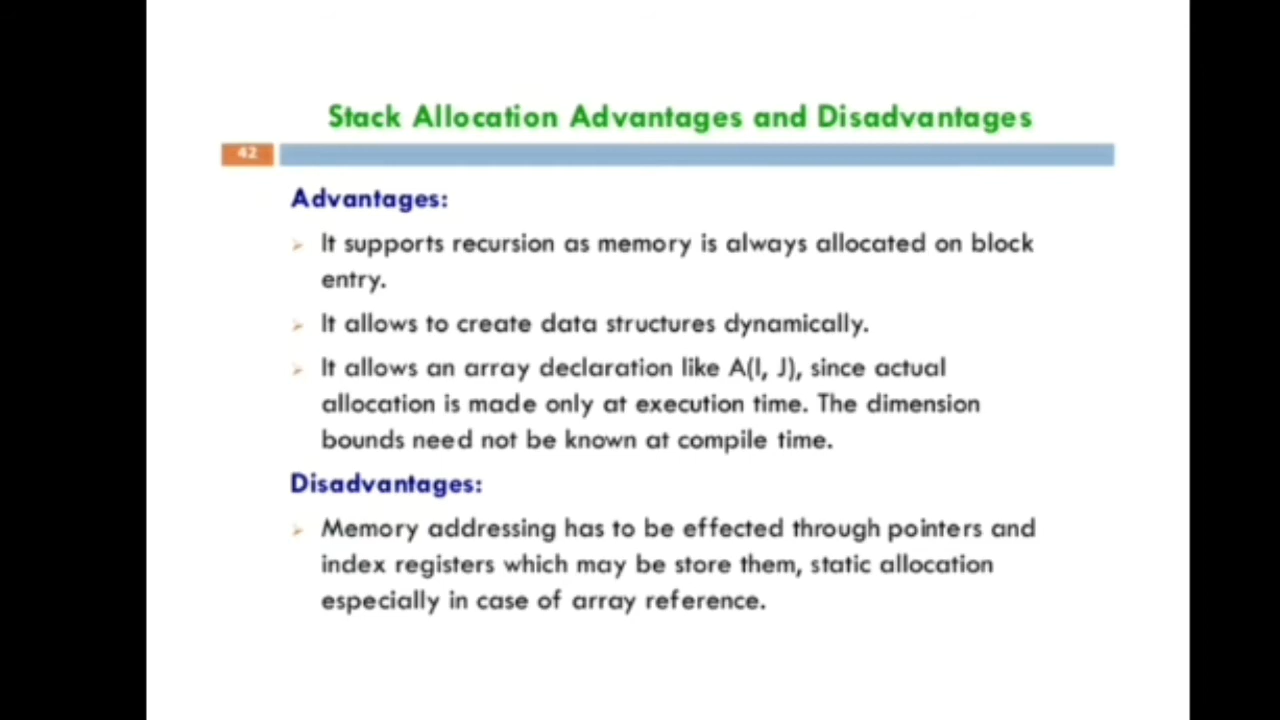 Stack Allocation Advantages and Disadvantages
42
Advantages:
It supports recursion as memory is always allocated on block
entry.
It allows to create data structures dynamically.
It allows an array declaration like A(I, J), since actual
allocation is made only at execution time. The dimension
bounds need not be known at compile time.
Disadvantages:
Memory addressing has to be effected through pointers and
index registers which may be store them, static allocation
especially in case of array reference.